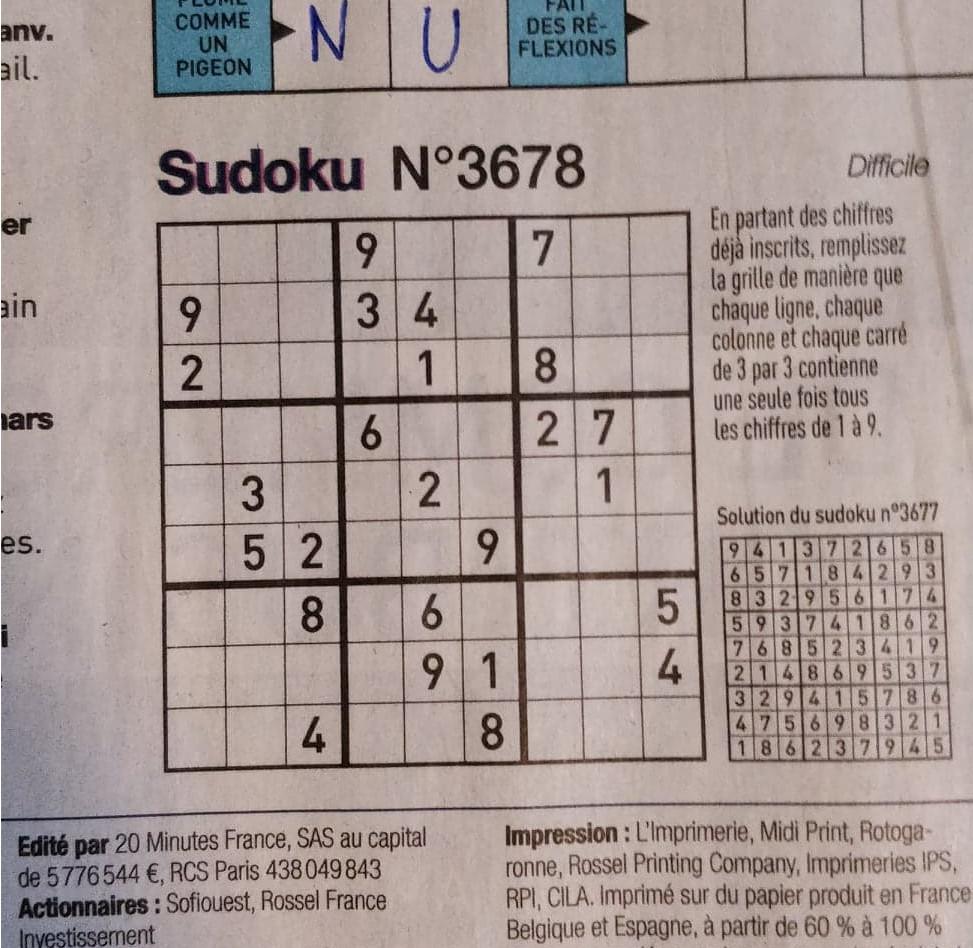 anv.
ail.
er
ain
mars
es.
i
COMME
UN
PIGEON
N U
FAIT
DES RÉ-
FLEXIONS
Sudoku N°3678
Difficile
9 7
9 3 4
2 1 8
6 2 7
3 2 1
5 2 9
8 6 5
9 1 4
4 8
En partant des chiffres
déjà inscrits, remplissez
la grille de manière que
chaque ligne, chaque
colonne et chaque carré
de 3 par 3 contienne
une seule fois tous
les chiffres de 1 à 9.
Solution du sudoku n°3677
9 4 1 3 7 2 6 5 8
6 5 7 1 8 4 2 9 3
8 3 2 9 5 6 1 7 4
5 9 3 7 4 1 8 6 2
7 6 8 5 2 3 4 1 9
2 1 4 8 6 9 5 3 7
3 2 9 4 1 5 7 8 6
4 7 5 6 9 8 3 2 1
1 8 6 2 3 7 9 4 5
Edité par 20 Minutes France, SAS au capital
de 5 776 544 €, RCS Paris 438 049 843
Actionnaires : Sofiouest, Rossel France
Investissement
Impression : L'Imprimerie, Midi Print, Rotoga-
ronne, Rossel Printing Company, Imprimeries IPS,
RPI, CILA. Imprimé sur du papier produit en France
Belgique et Espagne, à partir de 60 % à 100 %